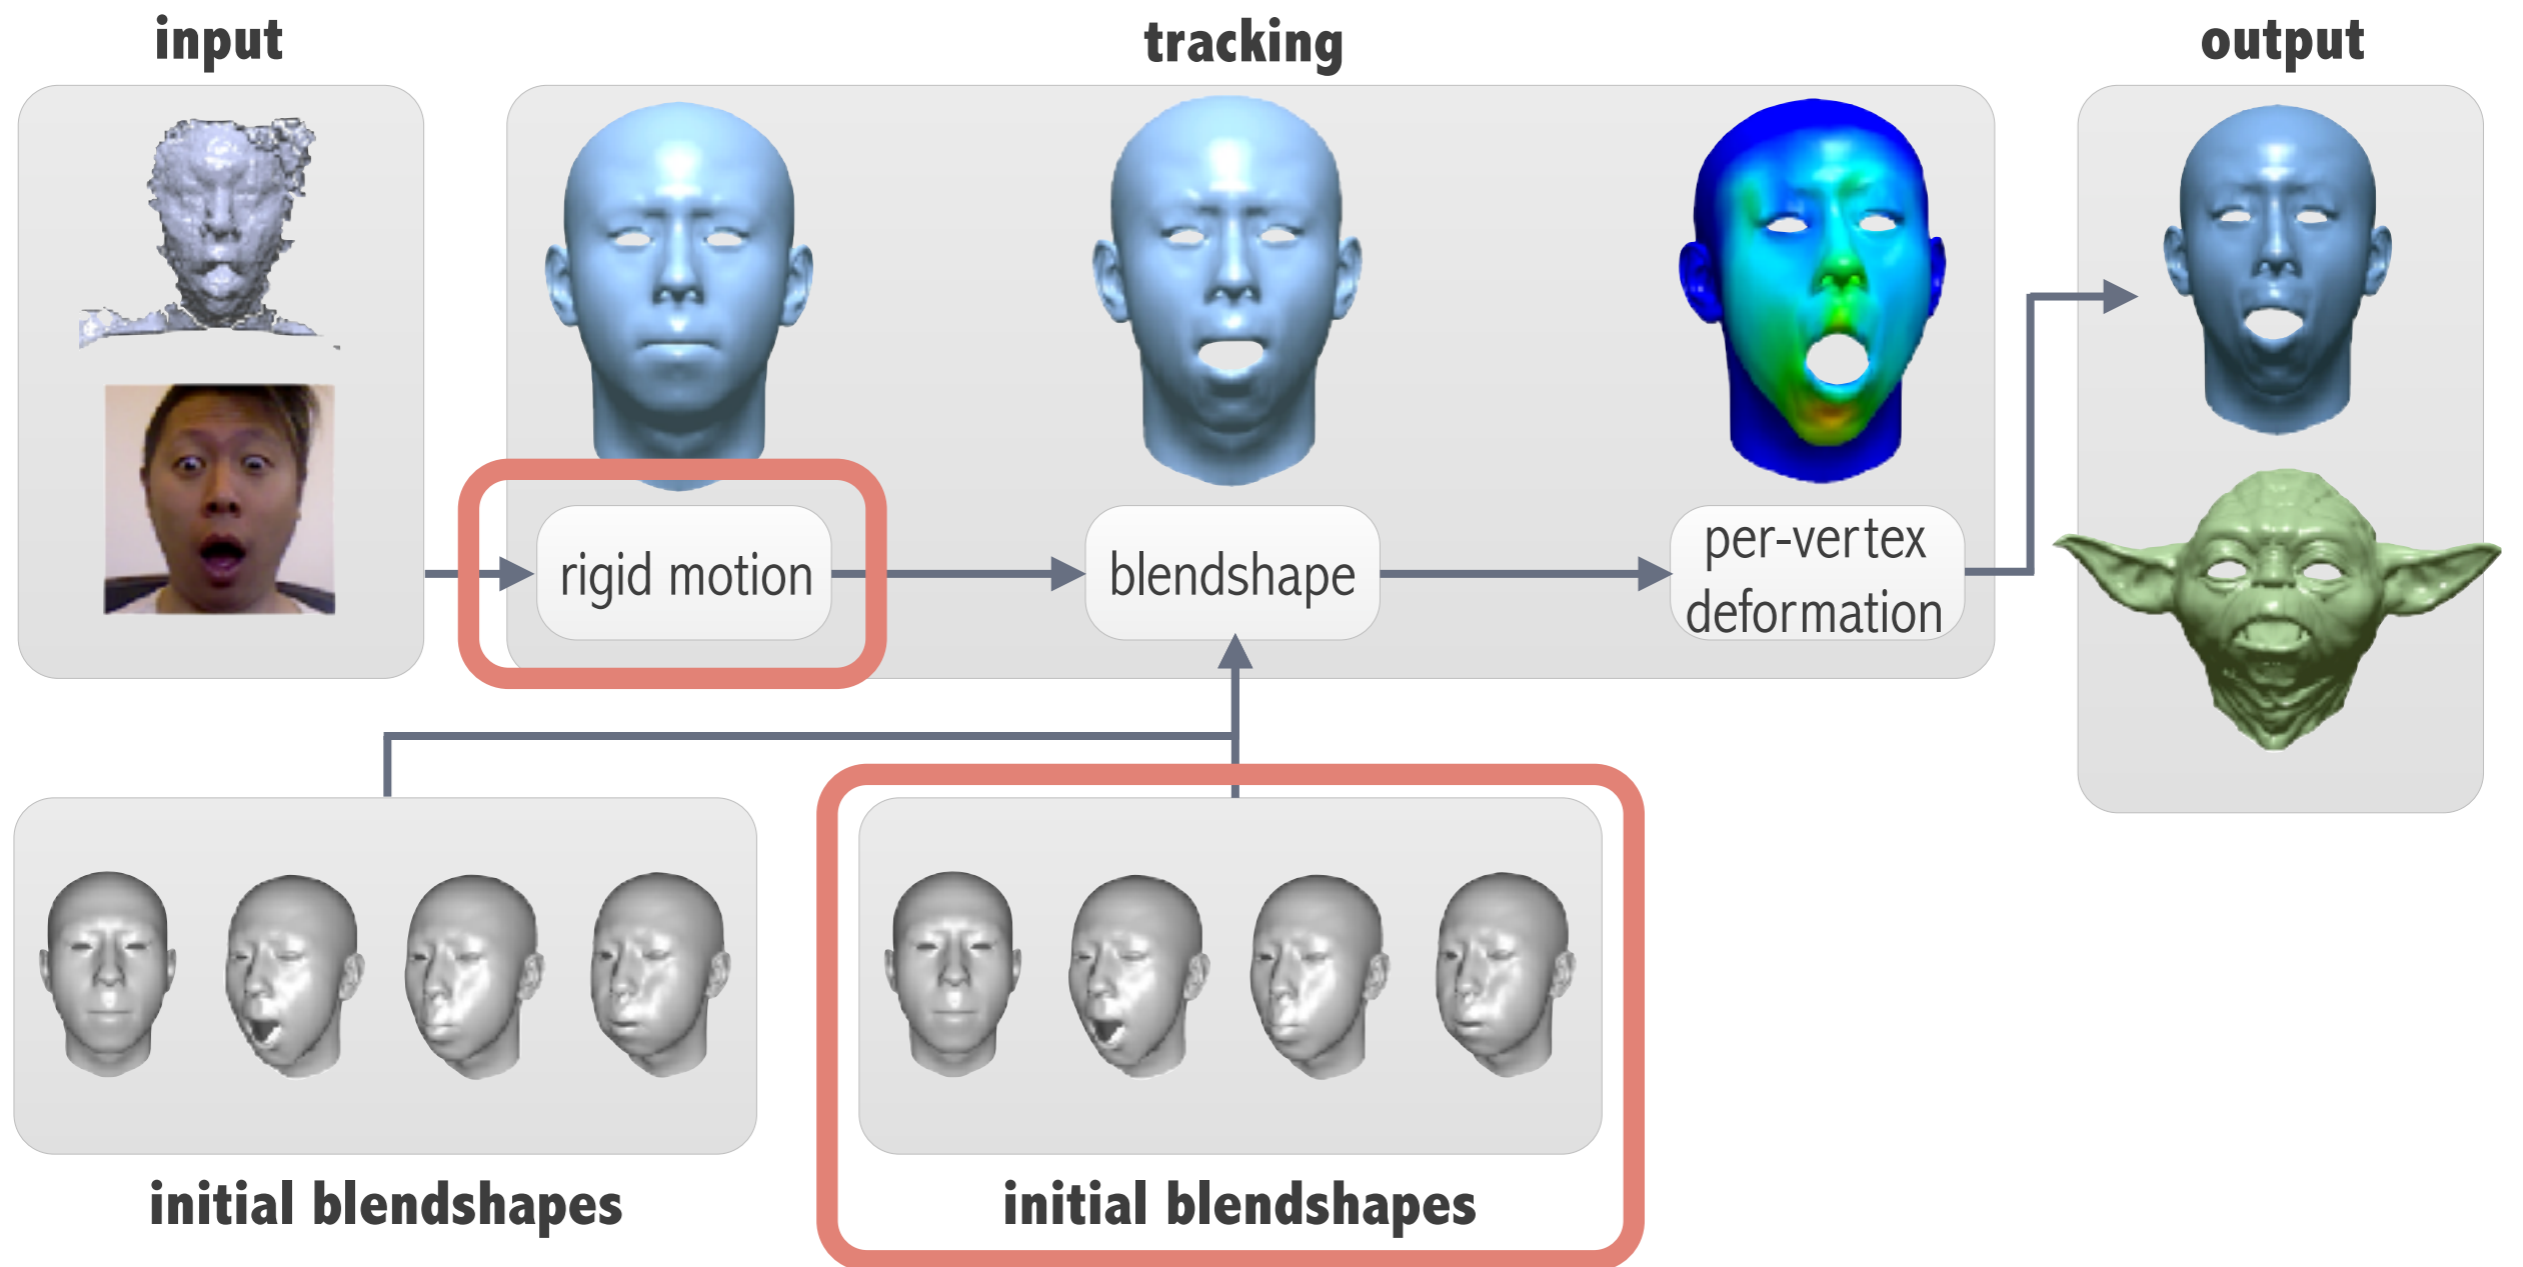 input
tracking
output
rigid motion
blendshape
per-vertex
deformation
initial blendshapes
initial blendshapes